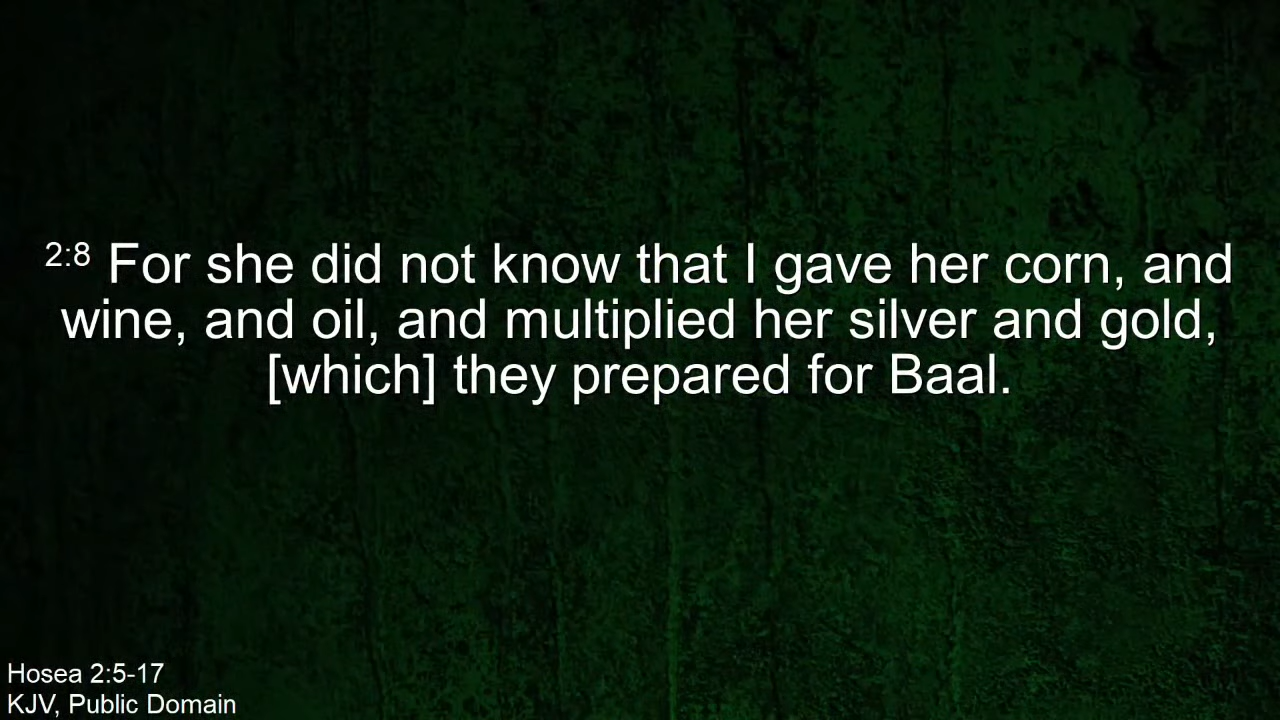 2:8 For she did not know that I gave her corn, and
wine, and oil, and multiplied her silver and gold,
[which] they prepared for Baal.
Hosea 2:5-17
KJV, Public Domain